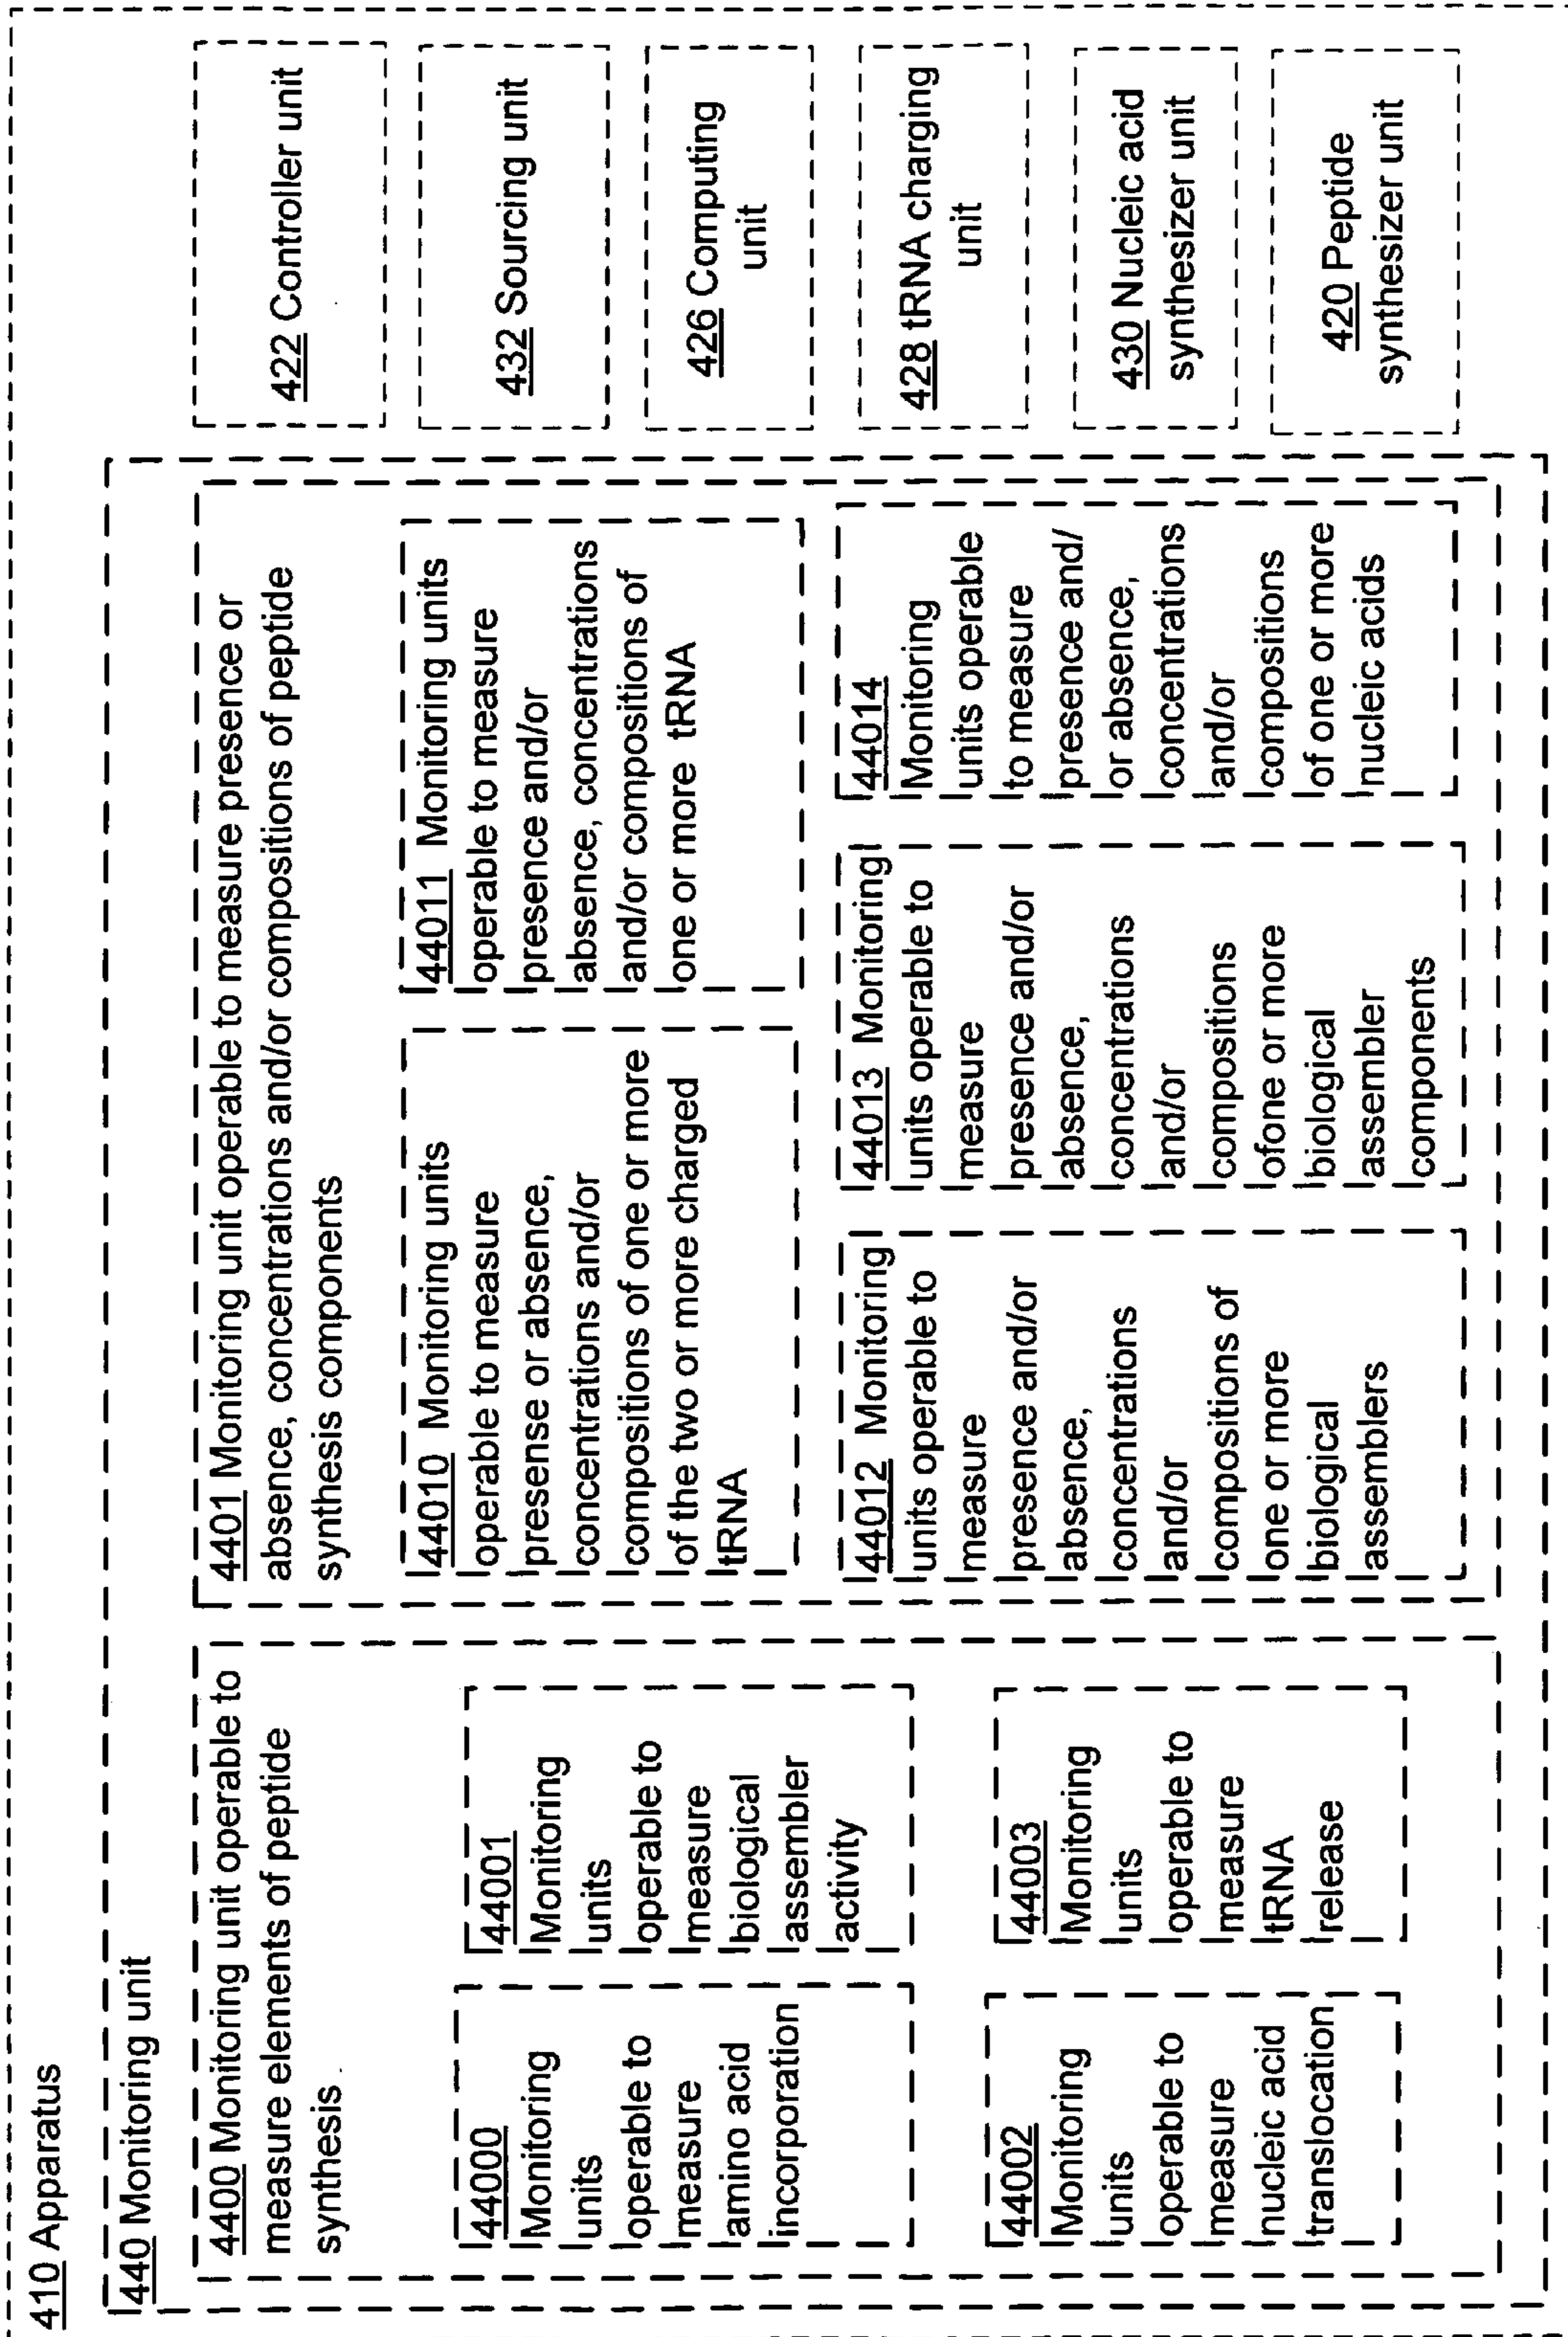 410 Apparatus
440 Monitoring unit
4400 Monitoring unit operable to
measure elements of peptide
synthesis
44000
Monitoring
units
operable to
measure
amino acid
incorporation
44001
Monitoring
units
operable to
measure
biological
assembler
activity
44002
Monitoring
units
operable to
measure
nucleic acid
translocation
44003
Monitoring
units
operable to
measure
tRNA
release
4401 Monitoring unit operable to measure presence or
absence, concentrations and/or compositions of peptide
synthesis components
44010 Monitoring units
operable to measure
presense or absence,
concentrations and/or
compositions of one or more
of the two or more charged
tRNA
44011 Monitoring units
operable to measure
presence and/or
absence, concentrations
and/or compositions of
one or more tRNA
44012 Monitoring
units operable to
measure
presence and/or
absence,
concentrations
and/or
compositions of
one or more
biological
assemblers
44013 Monitoring
units operable to
measure
presence and/or
absence,
concentrations
and/or
compositions
ofone or more
biological
assembler
components
44014
Monitoring
units operable
to measure
presence and/
or absence,
concentrations
and/or
compositions
of one or more
nucleic acids
422 Controller unit
432 Sourcing unit
426 Computing
unit
428 tRNA charging
unit
430 Nucleic acid
synthesizer unit
420 Peptide
synthesizer unit